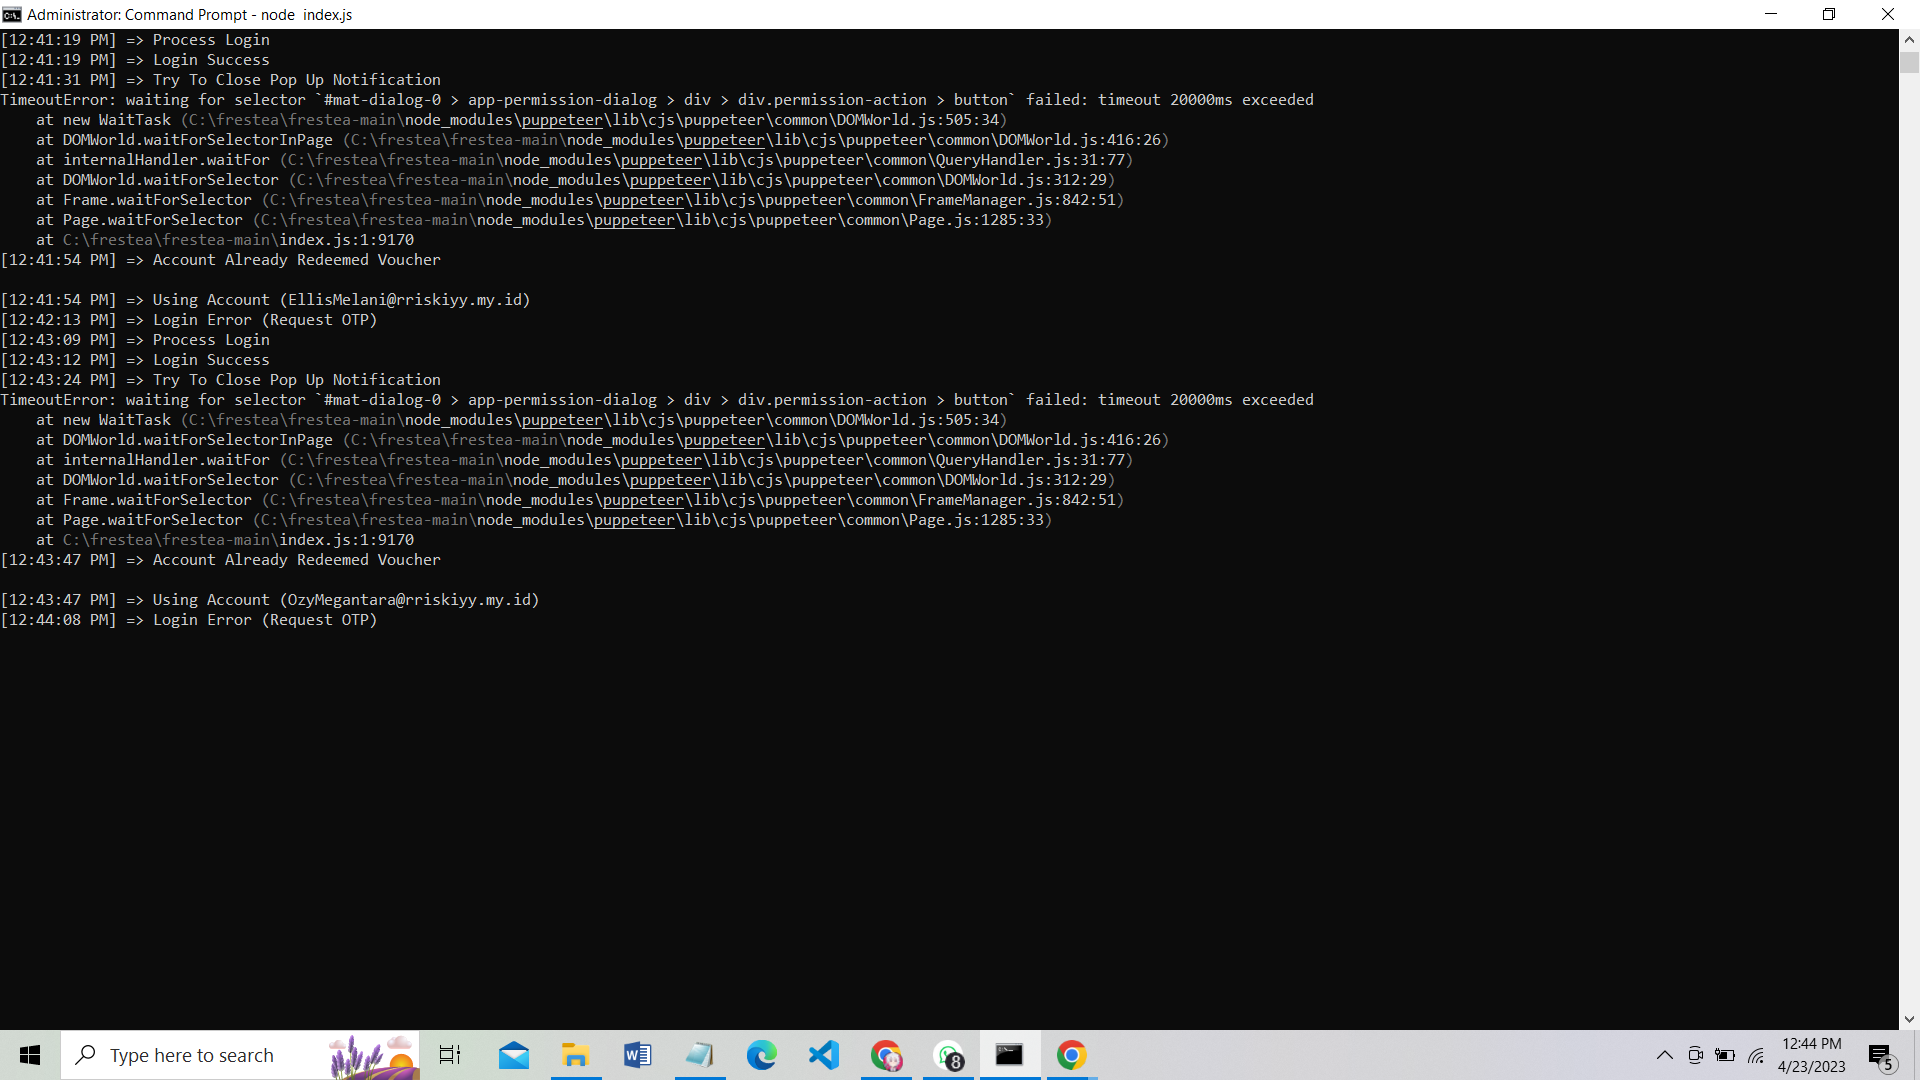 Administrator: Command Prompt - node  index.js
[12:41:19 PM] => Process Login
[12:41:19 PM] => Login Success
[12:41:31 PM] => Try To Close Pop Up Notification
TimeoutError: waiting for selector `#mat-dialog-0 > app-permission-dialog > div > div.permission-action > button` failed: timeout 20000ms exceeded
    at new WaitTask (C:\frestea\frestea-main\node_modules\puppeteer\lib\cjs\puppeteer\common\DOMWorld.js:505:34)
    at DOMWorld.waitForSelectorInPage (C:\frestea\frestea-main\node_modules\puppeteer\lib\cjs\puppeteer\common\DOMWorld.js:416:26)
    at internalHandler.waitFor (C:\frestea\frestea-main\node_modules\puppeteer\lib\cjs\puppeteer\common\QueryHandler.js:31:77)
    at DOMWorld.waitForSelector (C:\frestea\frestea-main\node_modules\puppeteer\lib\cjs\puppeteer\common\DOMWorld.js:312:29)
    at Frame.waitForSelector (C:\frestea\frestea-main\node_modules\puppeteer\lib\cjs\puppeteer\common\FrameManager.js:842:51)
    at Page.waitForSelector (C:\frestea\frestea-main\node_modules\puppeteer\lib\cjs\puppeteer\common\Page.js:1285:33)
    at C:\frestea\frestea-main\index.js:1:9170
[12:41:54 PM] => Account Already Redeemed Voucher
[12:41:54 PM] => Using Account (EllisMelani@rriskiyy.my.id)
[12:42:13 PM] => Login Error (Request OTP)
[12:43:09 PM] => Process Login
[12:43:12 PM] => Login Success
[12:43:24 PM] => Try To Close Pop Up Notification
TimeoutError: waiting for selector `#mat-dialog-0 > app-permission-dialog > div > div.permission-action > button` failed: timeout 20000ms exceeded
    at new WaitTask (C:\frestea\frestea-main\node_modules\puppeteer\lib\cjs\puppeteer\common\DOMWorld.js:505:34)
    at DOMWorld.waitForSelectorInPage (C:\frestea\frestea-main\node_modules\puppeteer\lib\cjs\puppeteer\common\DOMWorld.js:416:26)
    at internalHandler.waitFor (C:\frestea\frestea-main\node_modules\puppeteer\lib\cjs\puppeteer\common\QueryHandler.js:31:77)
    at DOMWorld.waitForSelector (C:\frestea\frestea-main\node_modules\puppeteer\lib\cjs\puppeteer\common\DOMWorld.js:312:29)
    at Frame.waitForSelector (C:\frestea\frestea-main\node_modules\puppeteer\lib\cjs\puppeteer\common\FrameManager.js:842:51)
    at Page.waitForSelector (C:\frestea\frestea-main\node_modules\puppeteer\lib\cjs\puppeteer\common\Page.js:1285:33)
    at C:\frestea\frestea-main\index.js:1:9170
[12:43:47 PM] => Account Already Redeemed Voucher
[12:43:47 PM] => Using Account (OzyMegantara@rriskiyy.my.id)
[12:44:08 PM] => Login Error (Request OTP)
Type here to search
8
12:44 PM
4/23/2023
5